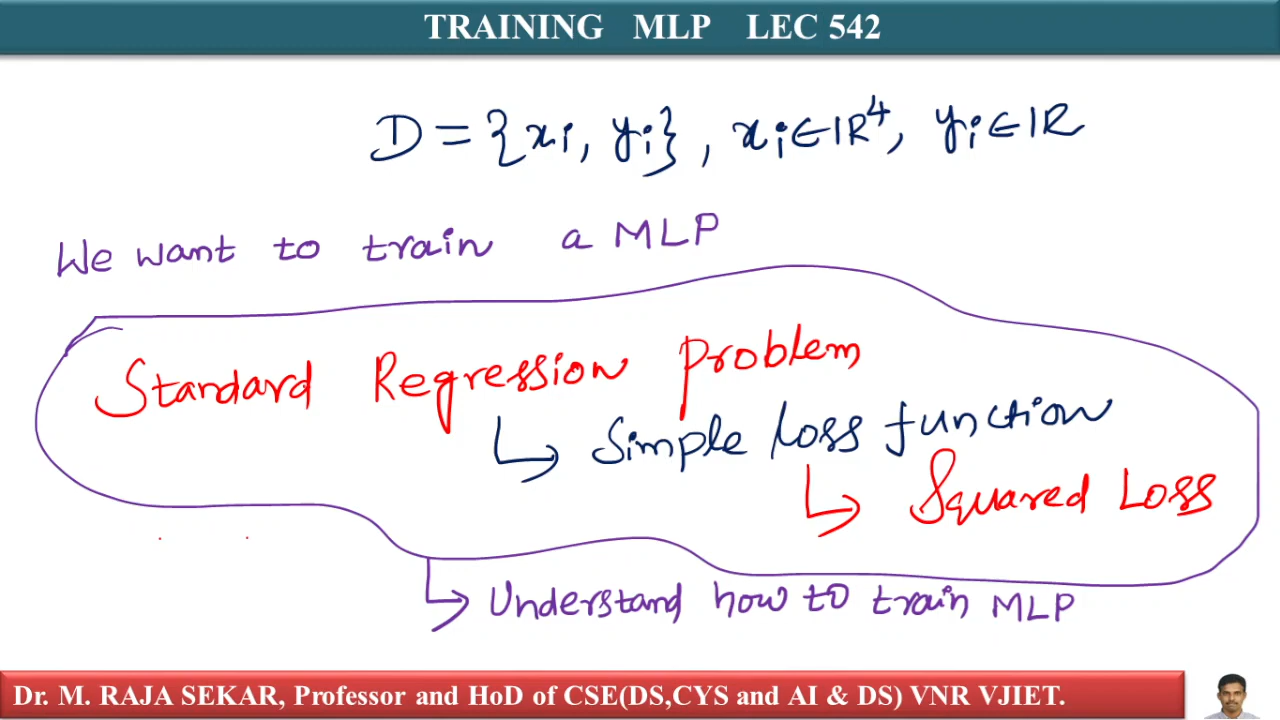 TRAINING MLP LEC 542
D = {xi, yi}, xi∈IR⁴, yi∈IR
We want to train a MLP
Standard Regression Problem
Simple Loss function
Squared Loss
Understand how to train MLP
Dr. M. RAJA SEKAR, Professor and HoD of CSE(DS,CYS and AI & DS) VNR VJIET.